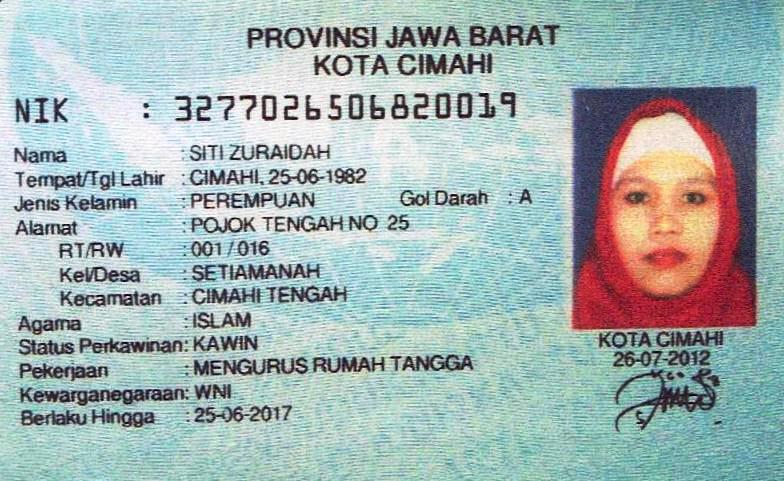 PROVINSI JAWA BARAT
KOTA CIMAHI
NIK : 3277026506820019
Nama : SITI ZURAIDAH
Tempat/Tgl Lahir : CIMAHI, 25-06-1982
Jenis Kelamin : PEREMPUAN Gol Darah : A
Alamat : POJOK TENGAH NO 25
RT/RW : 001 / 016
Kel/Desa : SETIAMANAH
Kecamatan : CIMAHI TENGAH
Agama : ISLAM
Status Perkawinan: KAWIN
Pekerjaan : MENGURUS RUMAH TANGGA
Kewarganegaraan: WNI
Berlaku Hingga : 25-06-2017
KOTA CIMAHI
26-07-2012